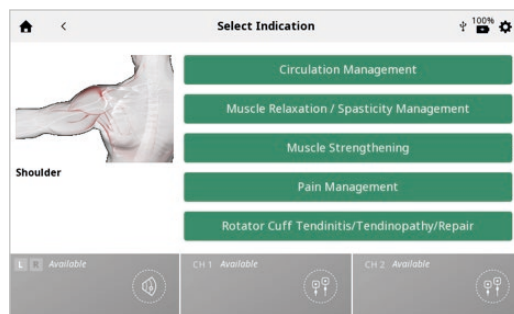 Select Indication
100%
Circulation Management
Muscle Relaxation / Spasticity Management
Muscle Strengthening
Shoulder
Pain Management
Rotator Cuff Tendinitis/Tendinopathy/Repair
L R Available
CH 1 Available
CH 2 Available